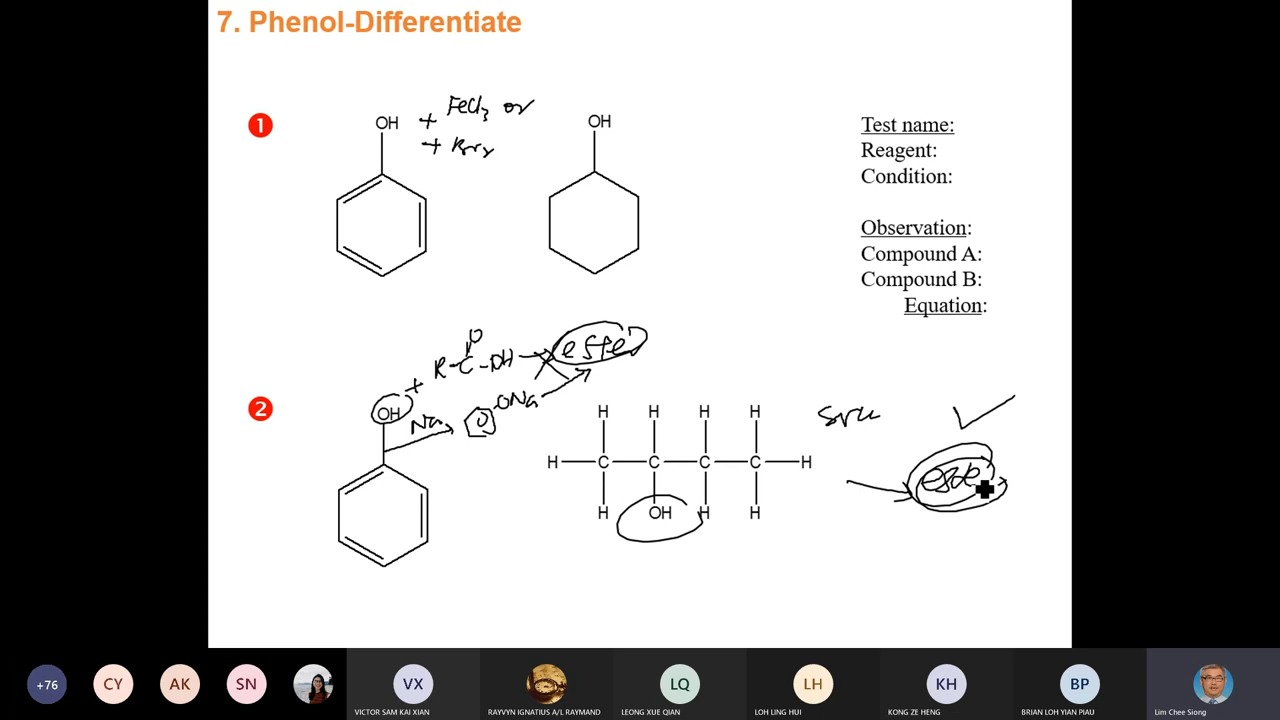 7. Phenol-Differentiate
1
OH
+ FeCl3 or
+ Br2
OH
Test name:
Reagent:
Condition:
Observation:
Compound A:
Compound B:
Equation:
2
OH
+ R-C-OH
O
ester
Na
ONa
H H H H
H C C C C H
H OH H H
este
+76
CY
AK
SN
VX
VICTOR SAM KAI XIAN
RAYVYN IGNATIUS A/L RAYMAND
LQ
LEONG XUE QIAN
LH
LOH LING HUI
KH
KONG ZE HENG
BP
BRIAN LOH YIAN PIAU
Lim Chee Siong